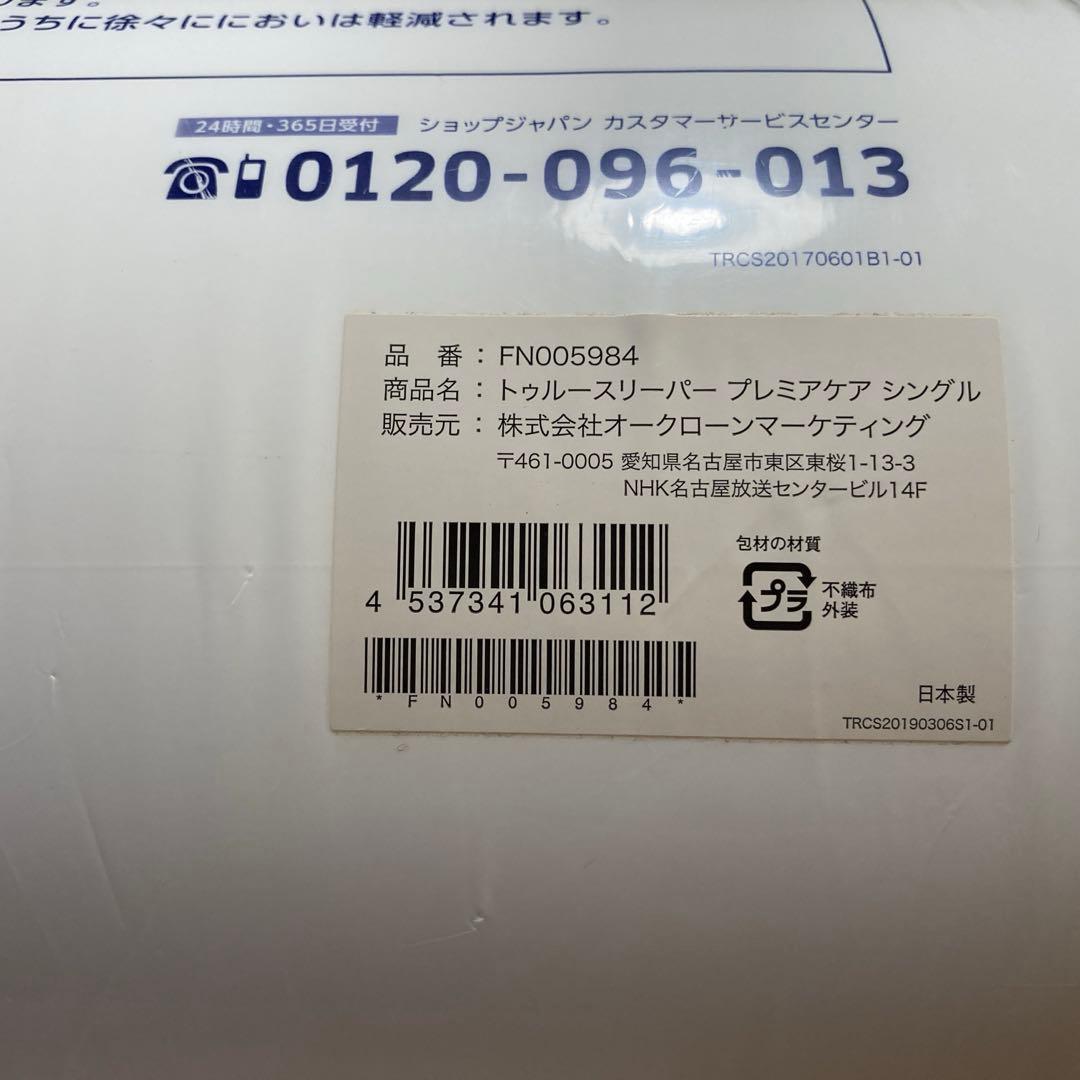 ます。
うちに徐々ににおいは軽減されます。
24時間・365日受付 ショップジャパン カスタマーサービスセンター
0120-096-013
TRCS20170601B1-01
品 番 : FN005984
商品名 : トゥルースリーパー プレミアケア シングル
販売元 : 株式会社オークローンマーケティング
〒461-0005 愛知県名古屋市東区東桜1-13-3
NHK名古屋放送センタービル14F
包材の材質
プラ 不織布
外装
4 537341 063112
*FN005984*
日本製
TRCS20190306S1-01